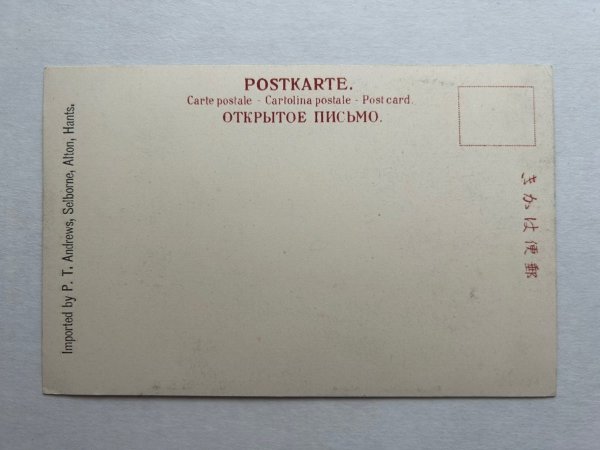 POSTKARTE.
Carte postale - Cartolina postale - Post card.
ОТКРЫТОЕ ПИСЬМО.
郵便はかき
Imported by P. T. Andrews, Selborne, Alton, Hants.